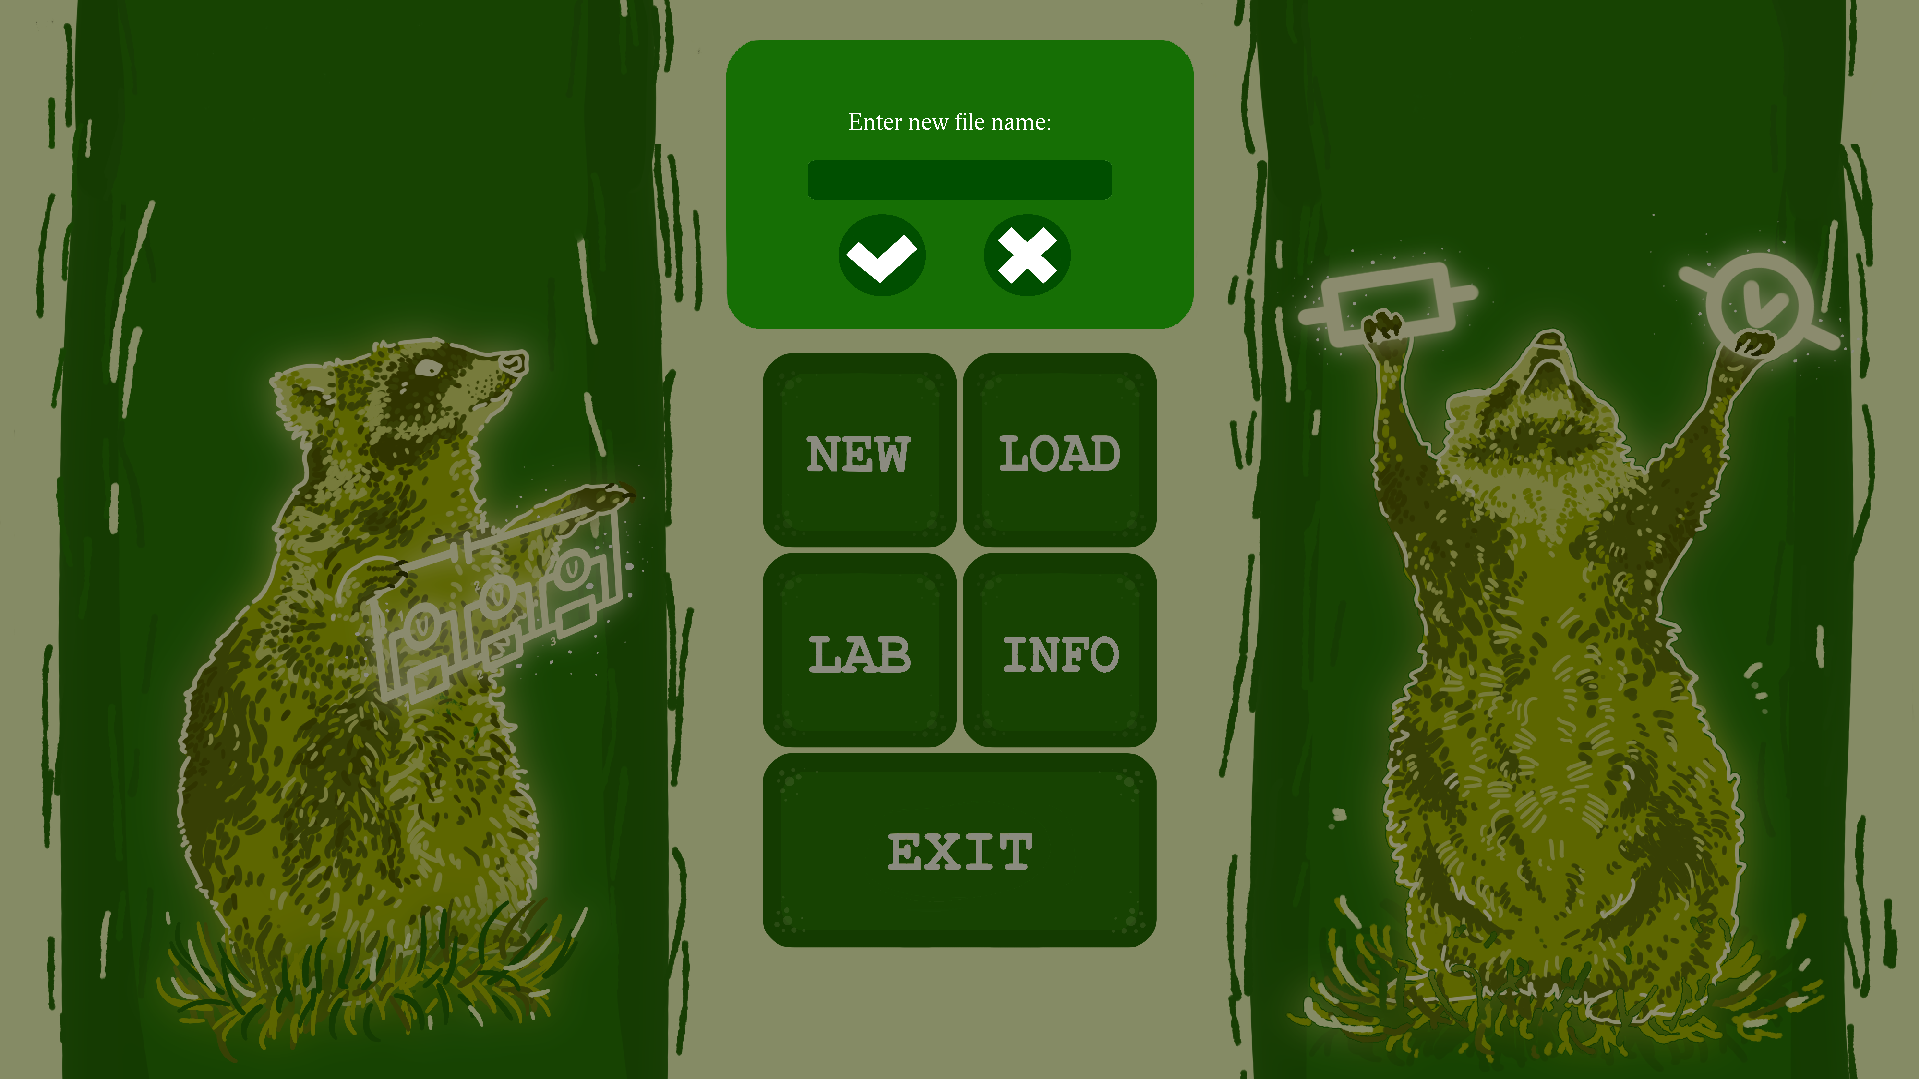 Enter new file name:
NEW
LOAD
LAB
INFO
EXIT
V
V
V
V